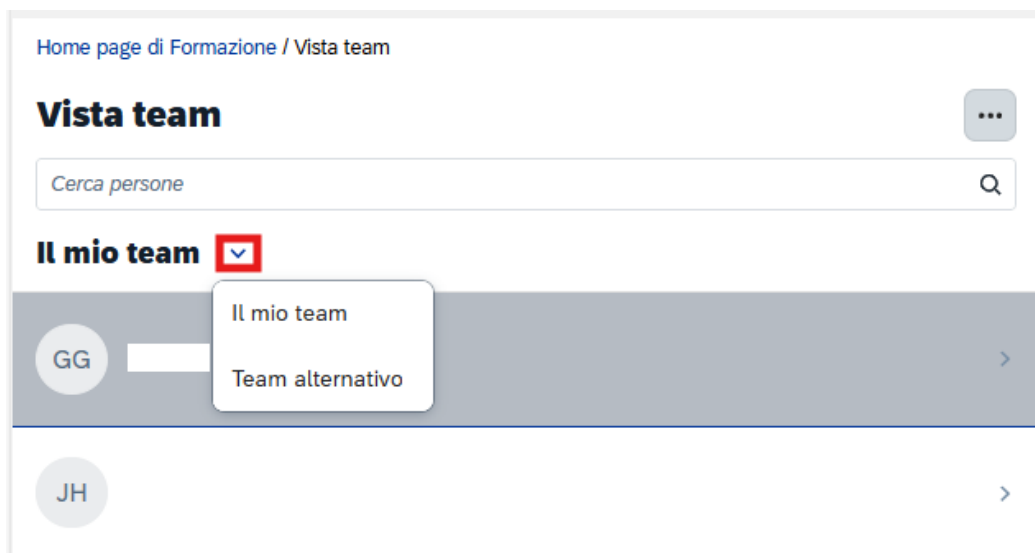 Home page di Formazione / Vista team
Vista team
Cerca persone
Il mio team
Il mio team
Team alternativo
GG
JH